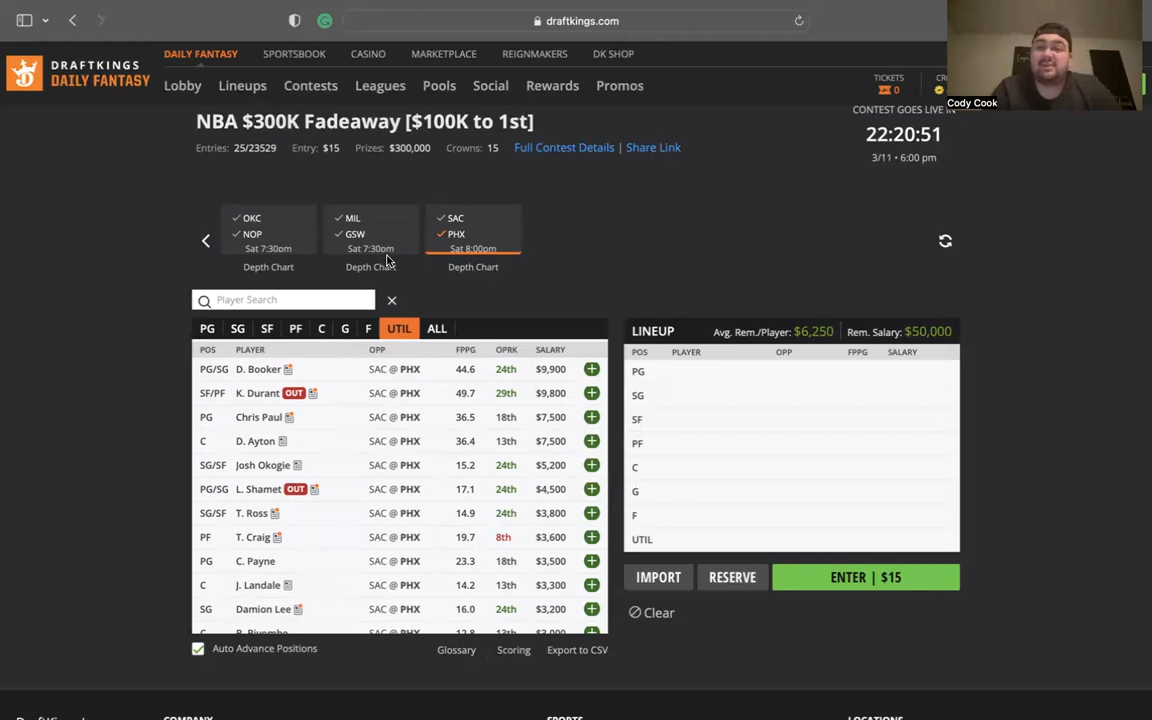 draftkings.com
DAILY FANTASY SPORTSBOOK CASINO MARKETPLACE REIGNMAKERS DK SHOP
DRAFTKINGS
DAILY FANTASY
Lobby Lineups Contests Leagues Pools Social Rewards Promos
TICKETS
0
Cody Cook
NBA $300K Fadeaway [$100K to 1st]
CONTEST GOES LIVE IN
22:20:51
3/11 • 6:00 pm
Entries: 25/23529 Entry: $15 Prizes: $300,000 Crowns: 15 Full Contest Details | Share Link
OKC MIL SAC
NOP GSW PHX
Sat 7:30pm Sat 7:30pm Sat 8:00pm
Depth Chart Depth Chart Depth Chart
Player Search
PG SG SF PF C G F UTIL ALL
POS PLAYER OPP FPPG OPRK SALARY
PG/SG D. Booker SAC @ PHX 44.6 24th $9,900
SF/PF K. Durant OUT SAC @ PHX 49.7 29th $9,800
PG Chris Paul SAC @ PHX 36.5 18th $7,500
C D. Ayton SAC @ PHX 36.4 13th $7,500
SG/SF Josh Okogie SAC @ PHX 15.2 24th $5,200
PG/SG L. Shamet OUT SAC @ PHX 17.1 24th $4,500
SG/SF T. Ross SAC @ PHX 14.9 24th $3,800
PF T. Craig SAC @ PHX 19.7 8th $3,600
PG C. Payne SAC @ PHX 23.3 18th $3,500
C J. Landale SAC @ PHX 14.2 13th $3,300
SG Damion Lee SAC @ PHX 16.0 24th $3,200
C B. Biyombo SAC @ PHX 12.8 13th $3,000
LINEUP Avg. Rem./Player: $6,250 Rem. Salary: $50,000
POS PLAYER OPP FPPG SALARY
PG
SG
SF
PF
C
G
F
UTIL
IMPORT RESERVE ENTER | $15
Clear
Auto Advance Positions Glossary Scoring Export to CSV